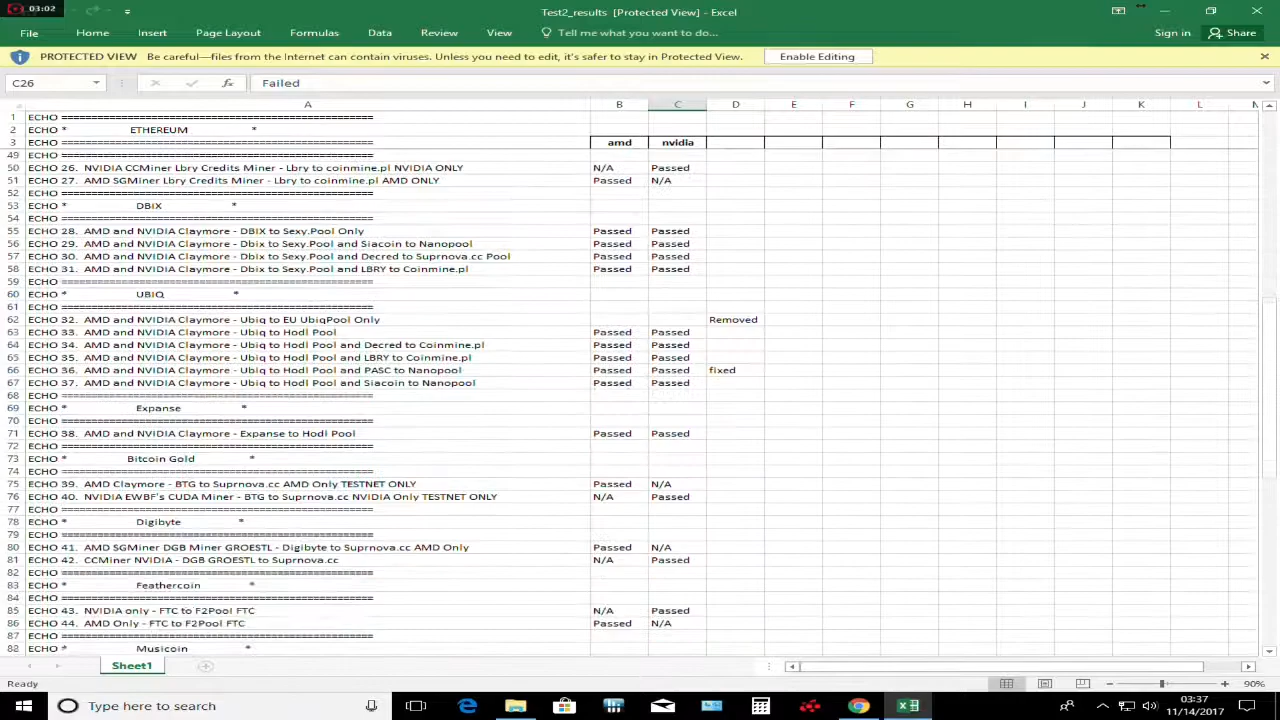 03:02
Test2_results [Protected View] - Excel
File Home Insert Page Layout Formulas Data Review View Tell me what you want to do... Sign in Share
PROTECTED VIEW Be careful—files from the Internet can contain viruses. Unless you need to edit, it's safer to stay in Protected View. Enable Editing
C26 fx Failed
A B C D E F G H I J K L M
1 ECHO ====================================================
2 ECHO * ETHEREUM *
3 ECHO ==================================================== amd nvidia
49 ECHO ====================================================
50 ECHO 26. NVIDIA CCMiner Lbry Credits Miner - Lbry to coinmine.pl NVIDIA ONLY N/A Passed
51 ECHO 27. AMD SGMiner Lbry Credits Miner - Lbry to coinmine.pl AMD ONLY Passed N/A
52 ECHO ====================================================
53 ECHO * DBIX *
54 ECHO ====================================================
55 ECHO 28. AMD and NVIDIA Claymore - DBIX to Sexy.Pool Only Passed Passed
56 ECHO 29. AMD and NVIDIA Claymore - Dbix to Sexy.Pool and Siacoin to Nanopool Passed Passed
57 ECHO 30. AMD and NVIDIA Claymore - Dbix to Sexy.Pool and Decred to Suprnova.cc Pool Passed Passed
58 ECHO 31. AMD and NVIDIA Claymore - Dbix to Sexy.Pool and LBRY to Coinmine.pl Passed Passed
59 ECHO ====================================================
60 ECHO * UBIQ *
61 ECHO ====================================================
62 ECHO 32. AMD and NVIDIA Claymore - Ubiq to EU UbiqPool Only Removed
63 ECHO 33. AMD and NVIDIA Claymore - Ubiq to Hodl Pool Passed Passed
64 ECHO 34. AMD and NVIDIA Claymore - Ubiq to Hodl Pool and Decred to Coinmine.pl Passed Passed
65 ECHO 35. AMD and NVIDIA Claymore - Ubiq to Hodl Pool and LBRY to Coinmine.pl Passed Passed
66 ECHO 36. AMD and NVIDIA Claymore - Ubiq to Hodl Pool and PASC to Nanopool Passed Passed fixed
67 ECHO 37. AMD and NVIDIA Claymore - Ubiq to Hodl Pool and Siacoin to Nanopool Passed Passed
68 ECHO ====================================================
69 ECHO * Expanse *
70 ECHO ====================================================
71 ECHO 38. AMD and NVIDIA Claymore - Expanse to Hodl Pool Passed Passed
72 ECHO ====================================================
73 ECHO * Bitcoin Gold *
74 ECHO ====================================================
75 ECHO 39. AMD Claymore - BTG to Suprnova.cc AMD Only TESTNET ONLY Passed N/A
76 ECHO 40. NVIDIA EWBF's CUDA Miner - BTG to Suprnova.cc NVIDIA Only TESTNET ONLY N/A Passed
77 ECHO ====================================================
78 ECHO * Digibyte *
79 ECHO ====================================================
80 ECHO 41. AMD SGMiner DGB Miner GROESTL - Digibyte to Suprnova.cc AMD Only Passed N/A
81 ECHO 42. CCMiner NVIDIA - DGB GROESTL to Suprnova.cc N/A Passed
82 ECHO ====================================================
83 ECHO * Feathercoin *
84 ECHO ====================================================
85 ECHO 43. NVIDIA only - FTC to F2Pool FTC N/A Passed
86 ECHO 44. AMD Only - FTC to F2Pool FTC Passed N/A
87 ECHO ====================================================
88 ECHO * Musicoin *
Sheet1
Ready 90%
Type here to search
03:37
11/14/2017